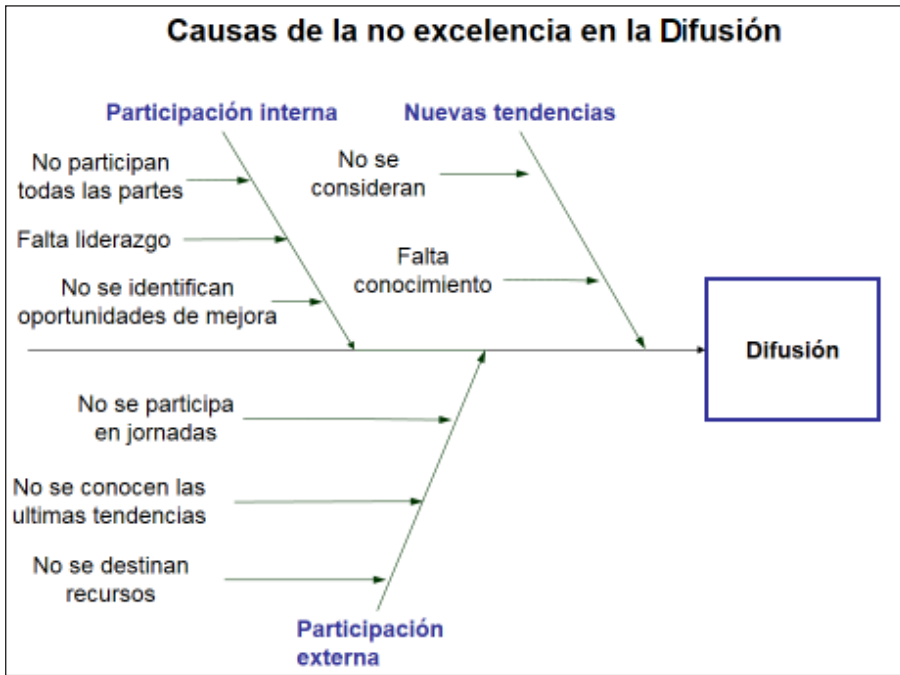 Causas de la no excelencia en la Difusión
Participación interna
Nuevas tendencias
No participan
todas las partes
Falta liderazgo
No se identifican
oportunidades de mejora
No se
consideran
Falta
conocimiento
Difusión
No se participa
en jornadas
No se conocen las
ultimas tendencias
No se destinan
recursos
Participación
externa